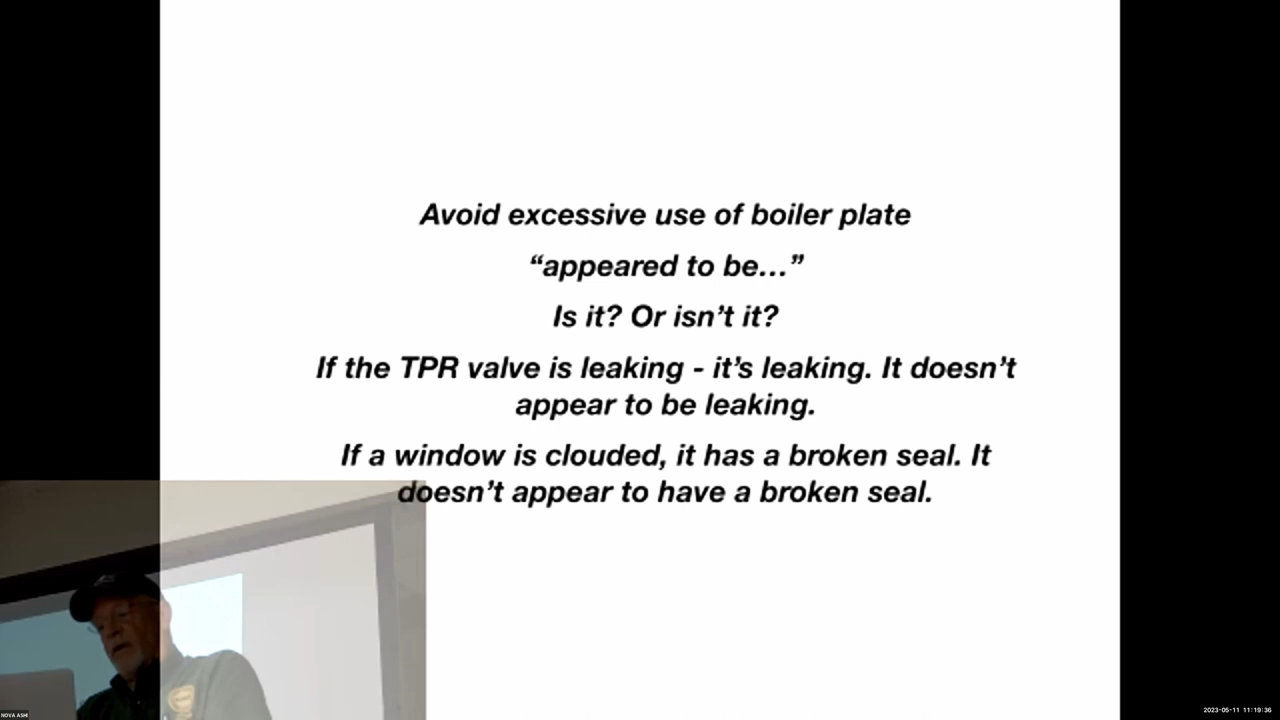 Avoid excessive use of boiler plate
“appeared to be...”
Is it? Or isn’t it?
If the TPR valve is leaking - it’s leaking. It doesn’t
appear to be leaking.
If a window is clouded, it has a broken seal. It
doesn’t appear to have a broken seal.
NOVA ASHI
2023-05-11 11:19:36